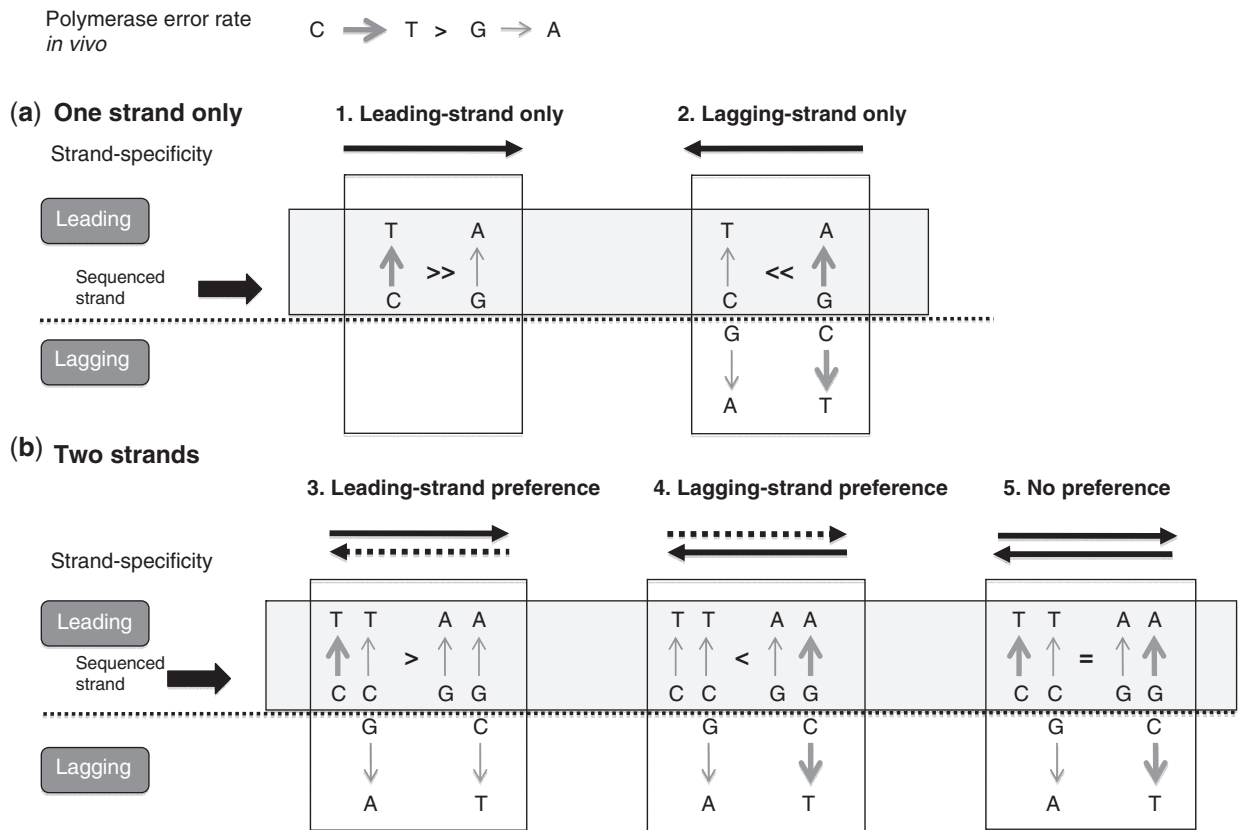 Polymerase error rate
in vivo
C T > G A
(a) One strand only
1. Leading-strand only 2. Lagging-strand only
Strand-specificity
Leading
T A T A
Sequenced
strand
>> <<
C G C G
Lagging
G C
A T
(b) Two strands
3. Leading-strand preference 4. Lagging-strand preference 5. No preference
Strand-specificity
Leading
T T A A T T A A T T A A
Sequenced
strand
> < =
C C G G C C G G C C G G
Lagging
G C G C G C
A T A T A T